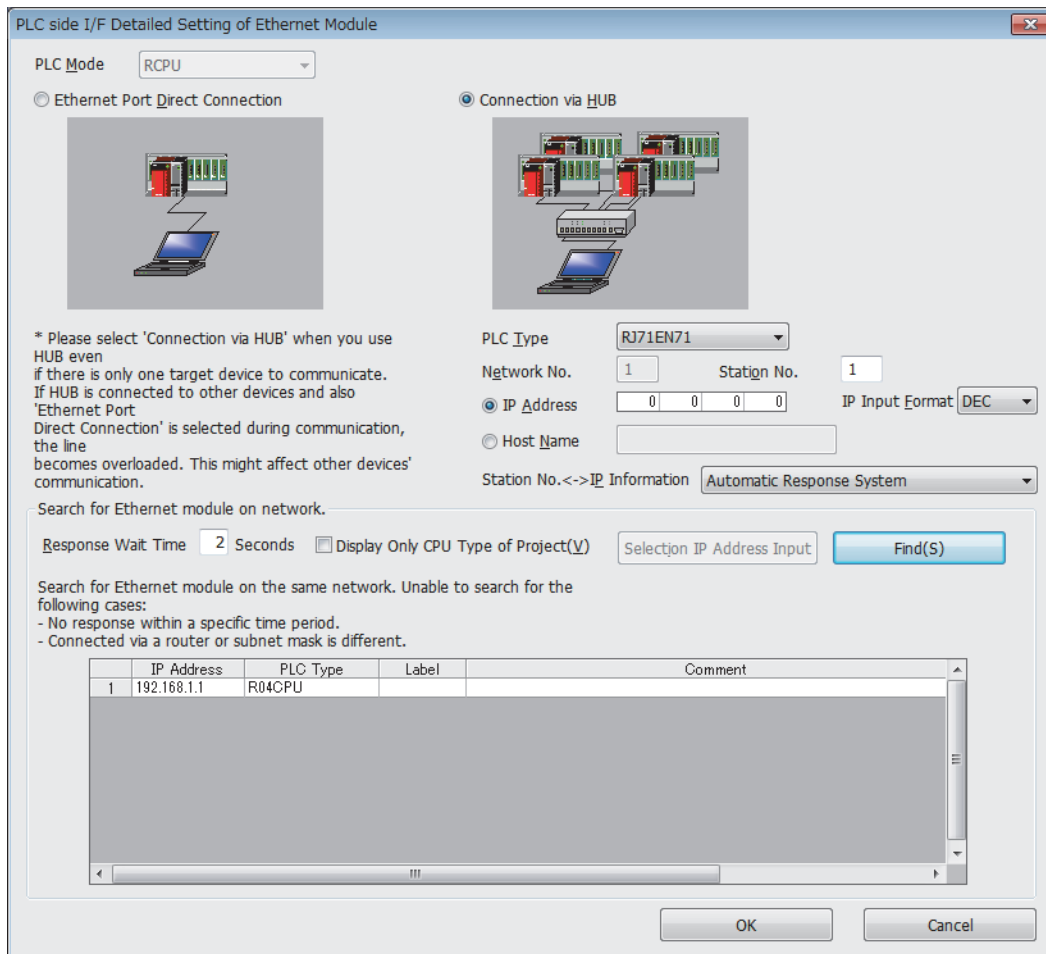 PLC side I/F Detailed Setting of Ethernet Module
PLC Mode
RCPU
Ethernet Port Direct Connection
Connection via HUB
* Please select 'Connection via HUB' when you use
HUB even
if there is only one target device to communicate.
If HUB is connected to other devices and also
'Ethernet Port
Direct Connection' is selected during communication,
the line
becomes overloaded. This might affect other devices'
communication.
PLC Type
RJ71EN71
Network No.
1
Station No.
1
IP Address
0 0 0 0
IP Input Format
DEC
Host Name
Station No.<->IP Information
Automatic Response System
Search for Ethernet module on network.
Response Wait Time
2
Seconds
Display Only CPU Type of Project(V)
Selection IP Address Input
Find(S)
Search for Ethernet module on the same network. Unable to search for the
following cases:
- No response within a specific time period.
- Connected via a router or subnet mask is different.
IP Address PLC Type Label Comment
1 192.168.1.1 R04CPU
OK
Cancel